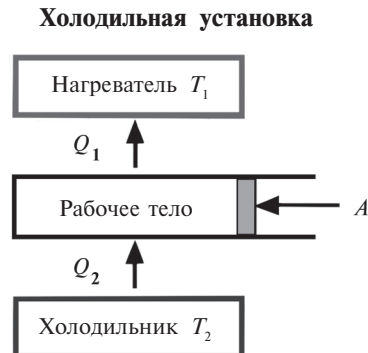 Холодильная установка
Нагреватель T₁
Q₁
Рабочее тело
A
Q₂
Холодильник T₂